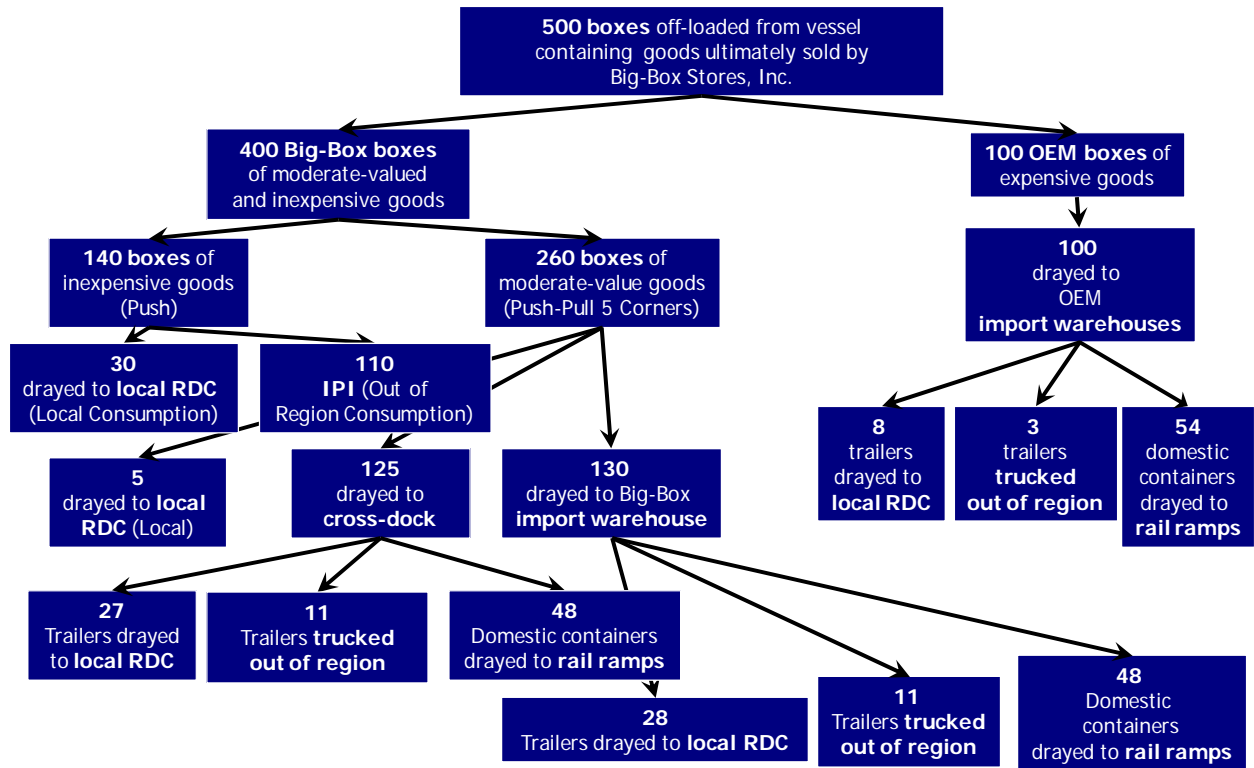 500 boxes off-loaded from vessel
containing goods ultimately sold by
Big-Box Stores, Inc.
400 Big-Box boxes
of moderate-valued
and inexpensive goods
100 OEM boxes of
expensive goods
140 boxes of
inexpensive goods
(Push)
260 boxes of
moderate-value goods
(Push-Pull 5 Corners)
100
drayed to
OEM
import warehouses
30
drayed to local RDC
(Local Consumption)
110
IPI (Out of
Region Consumption)
8
trailers
drayed to
local RDC
3
trailers
trucked
out of region
54
domestic
containers
drayed to
rail ramps
5
drayed to local
RDC (Local)
125
drayed to
cross-dock
130
drayed to Big-Box
import warehouse
27
Trailers drayed
to local RDC
11
Trailers trucked
out of region
48
Domestic containers
drayed to rail ramps
28
Trailers drayed to local RDC
11
Trailers trucked
out of region
48
Domestic
containers
drayed to rail ramps